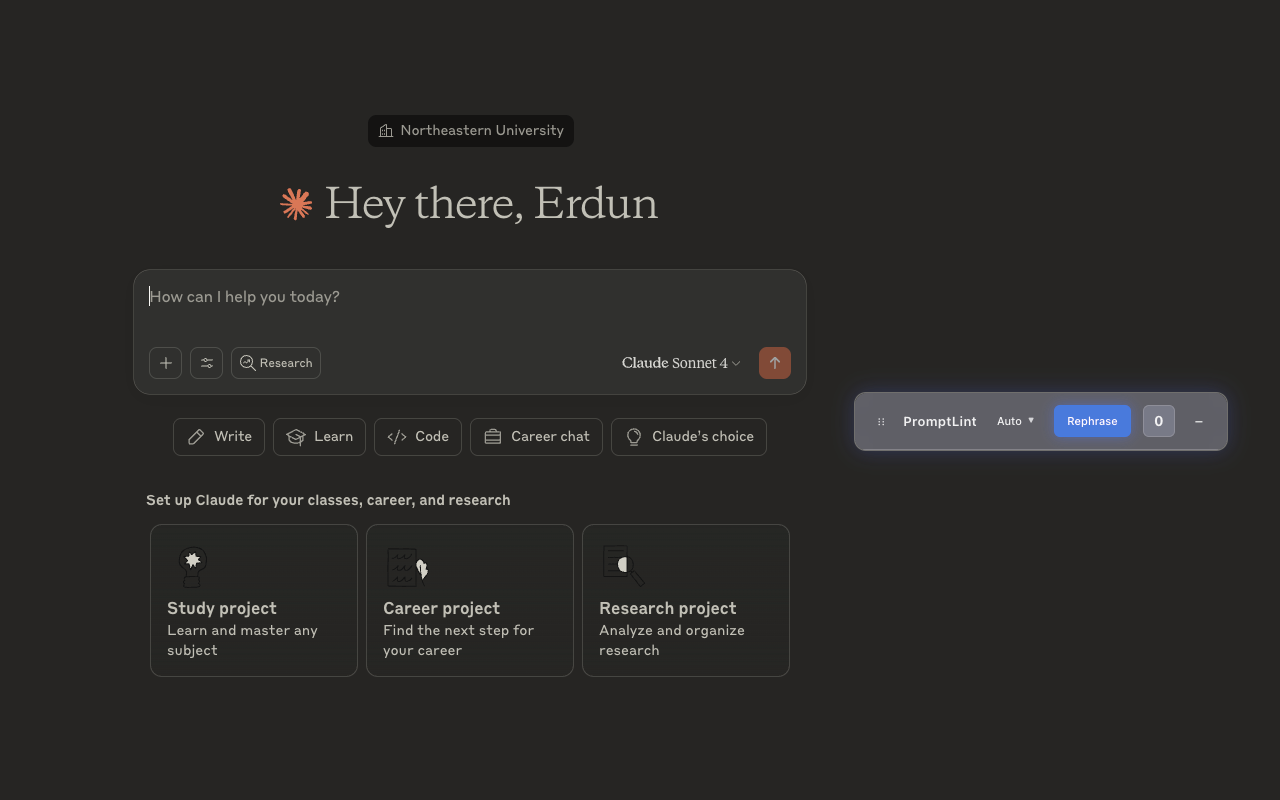 Northeastern University
Hey there, Erdun
How can I help you today?
Research
Claude Sonnet 4
PromptLint Auto ▼ Rephrase 0 –
Write Learn Code Career chat Claude's choice
Set up Claude for your classes, career, and research
Study project
Learn and master any
subject
Career project
Find the next step for
your career
Research project
Analyze and organize
research